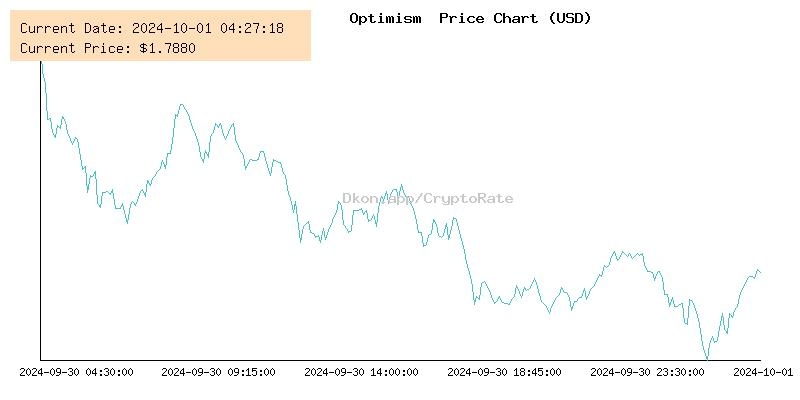 Optimism Price Chart (USD)
Current Date: 2024-10-01 04:27:18
Current Price: $1.7880
Dkon.app/CryptoRate
2024-09-30 04:30:00 2024-09-30 09:15:00 2024-09-30 14:00:00 2024-09-30 18:45:00 2024-09-30 23:30:00 2024-10-01